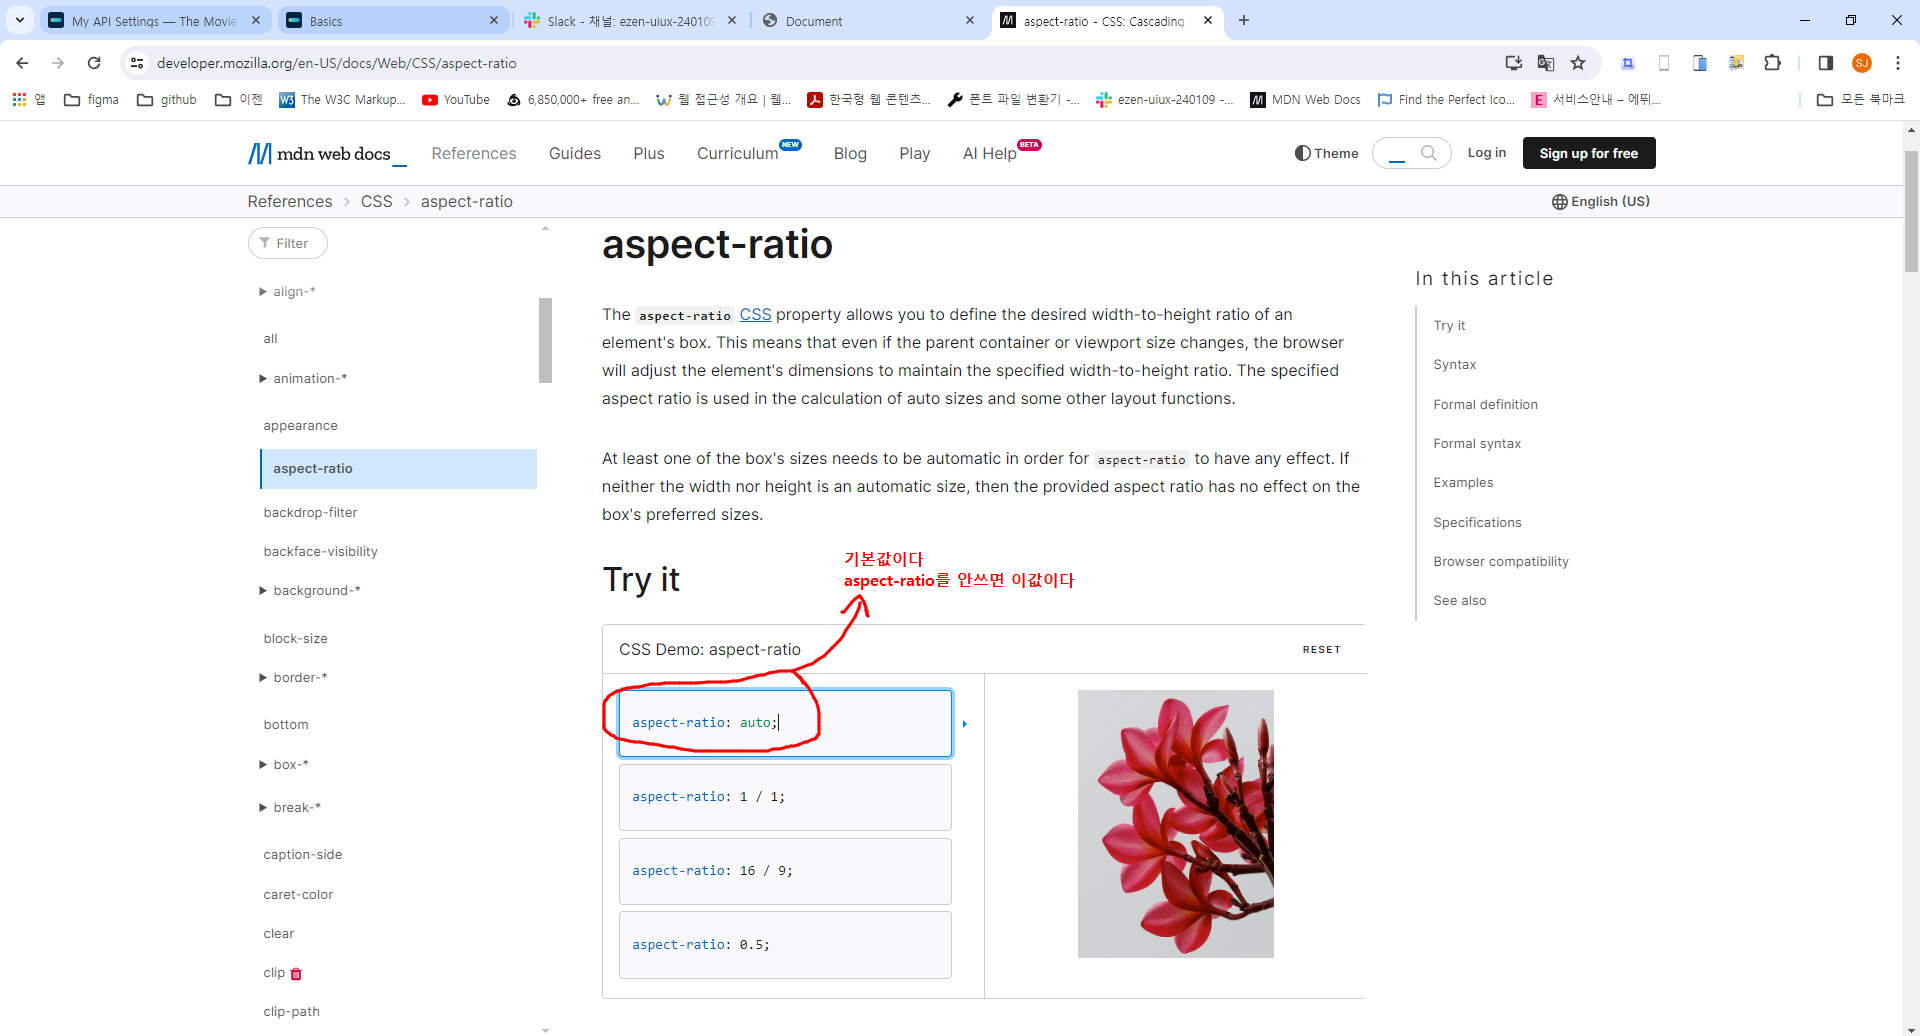 My API Settings — The Movie
Basics
Slack - 채널: ezen-uiux-240109
Document
aspect-ratio - CSS: Cascading
developer.mozilla.org/en-US/docs/Web/CSS/aspect-ratio
SJ
앱
figma
github
이젠
The W3C Markup...
YouTube
6,850,000+ free an...
웹 접근성 개요 | 웹...
한국형 웹 콘텐츠...
폰트 파일 변환기 -...
ezen-uiux-240109 -...
MDN Web Docs
Find the Perfect Ico...
서비스안내 – 에뛰...
모든 북마크
mdn web docs_
References
Guides
Plus
Curriculum NEW
Blog
Play
AI Help BETA
Theme
Log in
Sign up for free
References > CSS > aspect-ratio
English (US)
Filter
align-*
all
animation-*
appearance
aspect-ratio
backdrop-filter
backface-visibility
background-*
block-size
border-*
bottom
box-*
break-*
caption-side
caret-color
clear
clip
clip-path
aspect-ratio
The aspect-ratio CSS property allows you to define the desired width-to-height ratio of an
element's box. This means that even if the parent container or viewport size changes, the browser
will adjust the element's dimensions to maintain the specified width-to-height ratio. The specified
aspect ratio is used in the calculation of auto sizes and some other layout functions.
At least one of the box's sizes needs to be automatic in order for aspect-ratio to have any effect. If
neither the width nor height is an automatic size, then the provided aspect ratio has no effect on the
box's preferred sizes.
Try it
기본값이다
aspect-ratio를 안쓰면 이값이다
CSS Demo: aspect-ratio
RESET
aspect-ratio: auto;
aspect-ratio: 1 / 1;
aspect-ratio: 16 / 9;
aspect-ratio: 0.5;
In this article
Try it
Syntax
Formal definition
Formal syntax
Examples
Specifications
Browser compatibility
See also